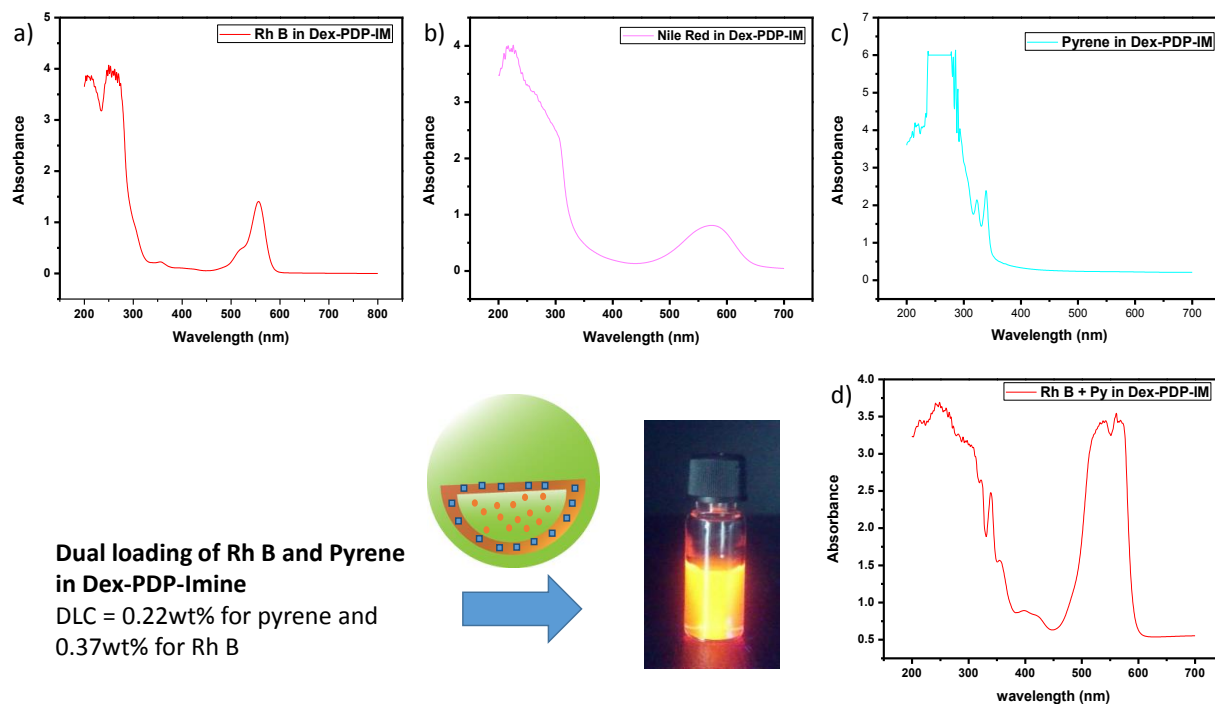 a)
Rh B in Dex-PDP-IM
5
4
3
2
1
0
Absorbance
200 300 400 500 600 700 800
Wavelength (nm)
b)
Nile Red in Dex-PDP-IM
4
3
2
1
0
Absorbance
200 300 400 500 600 700
Wavelength (nm)
c)
Pyrene in Dex-PDP-IM
7
6
5
4
3
2
1
0
Absorbance
200 300 400 500 600 700
Wavelength (nm)
Dual loading of Rh B and Pyrene
in Dex-PDP-Imine
DLC = 0.22wt% for pyrene and
0.37wt% for Rh B
d)
Rh B + Py in Dex-PDP-IM
4.0
3.5
3.0
2.5
2.0
1.5
1.0
0.5
Absorbance
200 300 400 500 600 700
wavelength (nm)